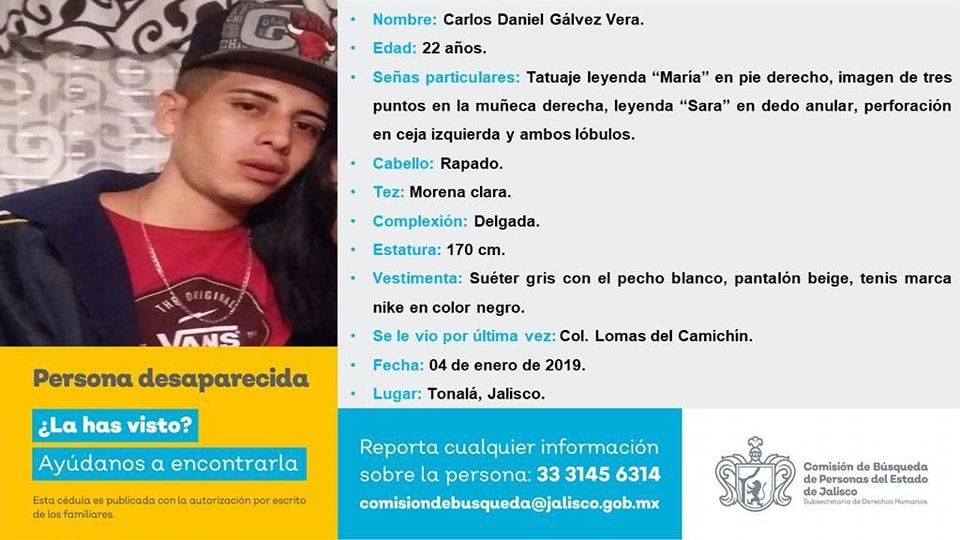 THE ORIGINAL
VANS
Persona desaparecida
¿La has visto?
Ayúdanos a encontrarla
Esta cédula es publicada con la autorización por escrito
de los familiares.
• Nombre: Carlos Daniel Gálvez Vera.
• Edad: 22 años.
• Señas particulares: Tatuaje leyenda “María” en pie derecho, imagen de tres
puntos en la muñeca derecha, leyenda “Sara” en dedo anular, perforación
en ceja izquierda y ambos lóbulos.
• Cabello: Rapado.
• Tez: Morena clara.
• Complexión: Delgada.
• Estatura: 170 cm.
• Vestimenta: Suéter gris con el pecho blanco, pantalón beige, tenis marca
nike en color negro.
• Se le vio por última vez: Col. Lomas del Camichín.
• Fecha: 04 de enero de 2019.
• Lugar: Tonalá, Jalisco.
Reporta cualquier información
sobre la persona: 33 3145 6314
comisiondebusqueda@jalisco.gob.mx
Comisión de Búsqueda
de Personas del Estado
de Jalisco
Subsecretaría de Derechos Humanos